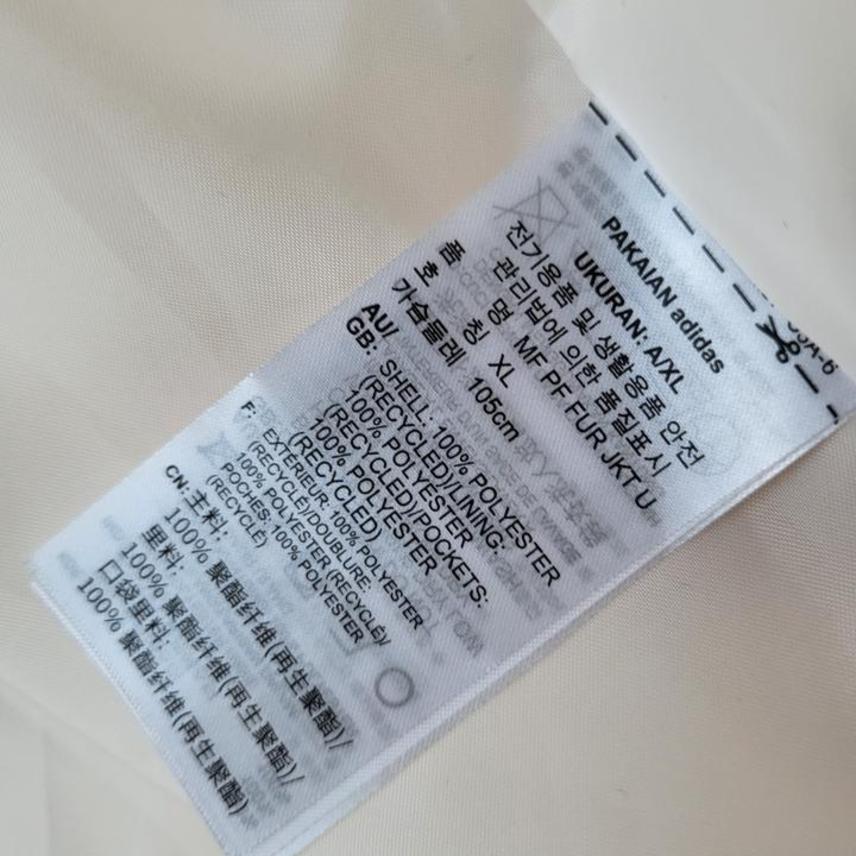 PAKAIAN adidas
UKURAN: A/XL
전기용품 및 생활용품 안전
관리법에 의한 품질표시
품 명 MF PF FUR JKT U
호 칭 XL
가슴둘레 105cm
AU/
GB: SHELL: 100% POLYESTER
(RECYCLED)/LINING:
100% POLYESTER
(RECYCLED)/POCKETS:
100% POLYESTER
(RECYCLED)
F: EXTÉRIEUR: 100% POLYESTER
(RECYCLÉ)/DOUBLURE:
100% POLYESTER (RECYCLÉ)/
POCHES: 100% POLYESTER
(RECYCLÉ)
CN: 主料:
100% 聚酯纤维(再生聚酯)/
里料:
100% 聚酯纤维(再生聚酯)/
口袋里料:
100% 聚酯纤维(再生聚酯)